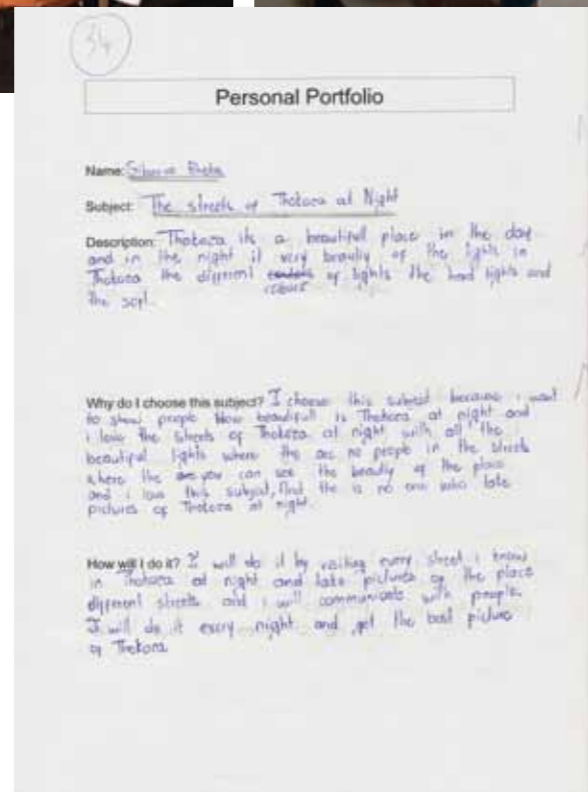 34
Personal Portfolio
Name:
Subject: The streets of Thokoza at Night
Description: Thokoza its a beautifull place in the day
and in the night it very beauty of the lights in
Thokoza the different colours of lights the hard lights and
the soft.
Why do I choose this subject? I choose this subject because i want
to show people how beautifull is Thokoza at night and
i love the streets of Thokoza at night with all the
beautiful lights where the are no people in the streets
where the are you can see the beauty of the place
and i love this subject, find the is no one who take
pictures of Thokoza at night.
How will I do it? I will do it by visiting every street i know
in Thokoza at night and take pictures of the place
different streets and i will communicate with people.
I will do it every night and get the best picture
of Thokoza